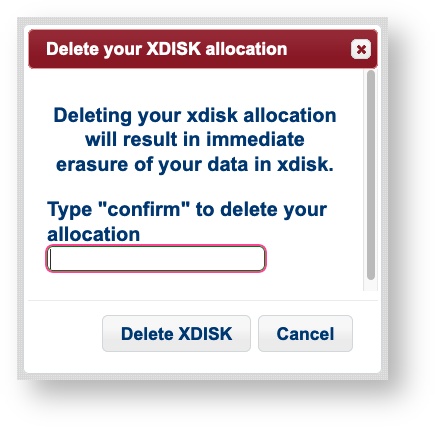 Delete your XDISK allocation
Deleting your xdisk allocation
will result in immediate
erasure of your data in xdisk.
Type "confirm" to delete your
allocation
Delete XDISK
Cancel